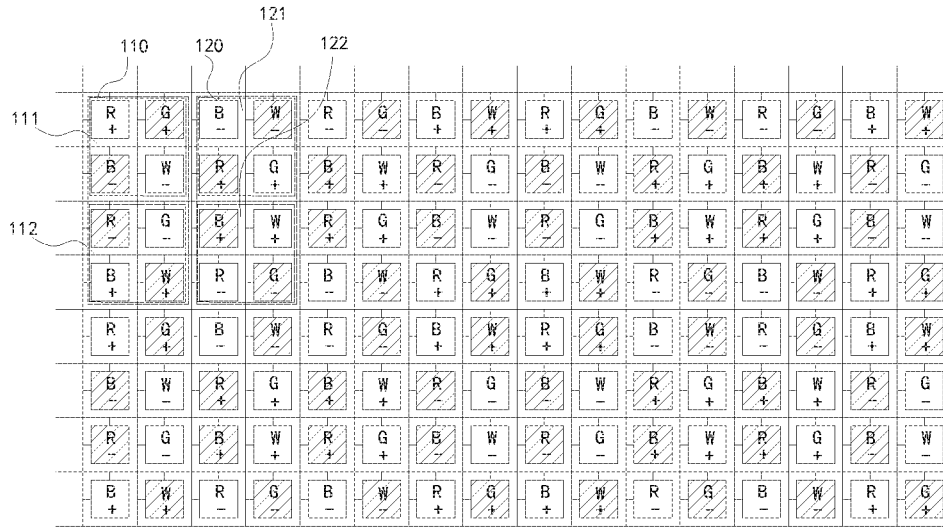 121
110 120 122
R G B W R G B W R G B W R G B W
+ + - - - - + + + + - - - - + +
111
B W R G B W R G B W R G B W R G
- - + + + + - - - - + + + + - -
R G B W R G B W R G B W R G B W
- - + + + + - - - - + + + + - -
112
B W R G B W R G B W R G B W R G
+ + - - - - + + + + - - - - + +
R G B W R G B W R G B W R G B W
+ + - - - - + + + + - - - - + +
B W R G B W R G B W R G B W R G
- - + + + + - - - - + + + + - -
R G B W R G B W R G B W R G B W
- - + + + + - - - - + + + + - -
B W R G B W R G B W R G B W R G
+ + - - - - + + + + - - - - + +